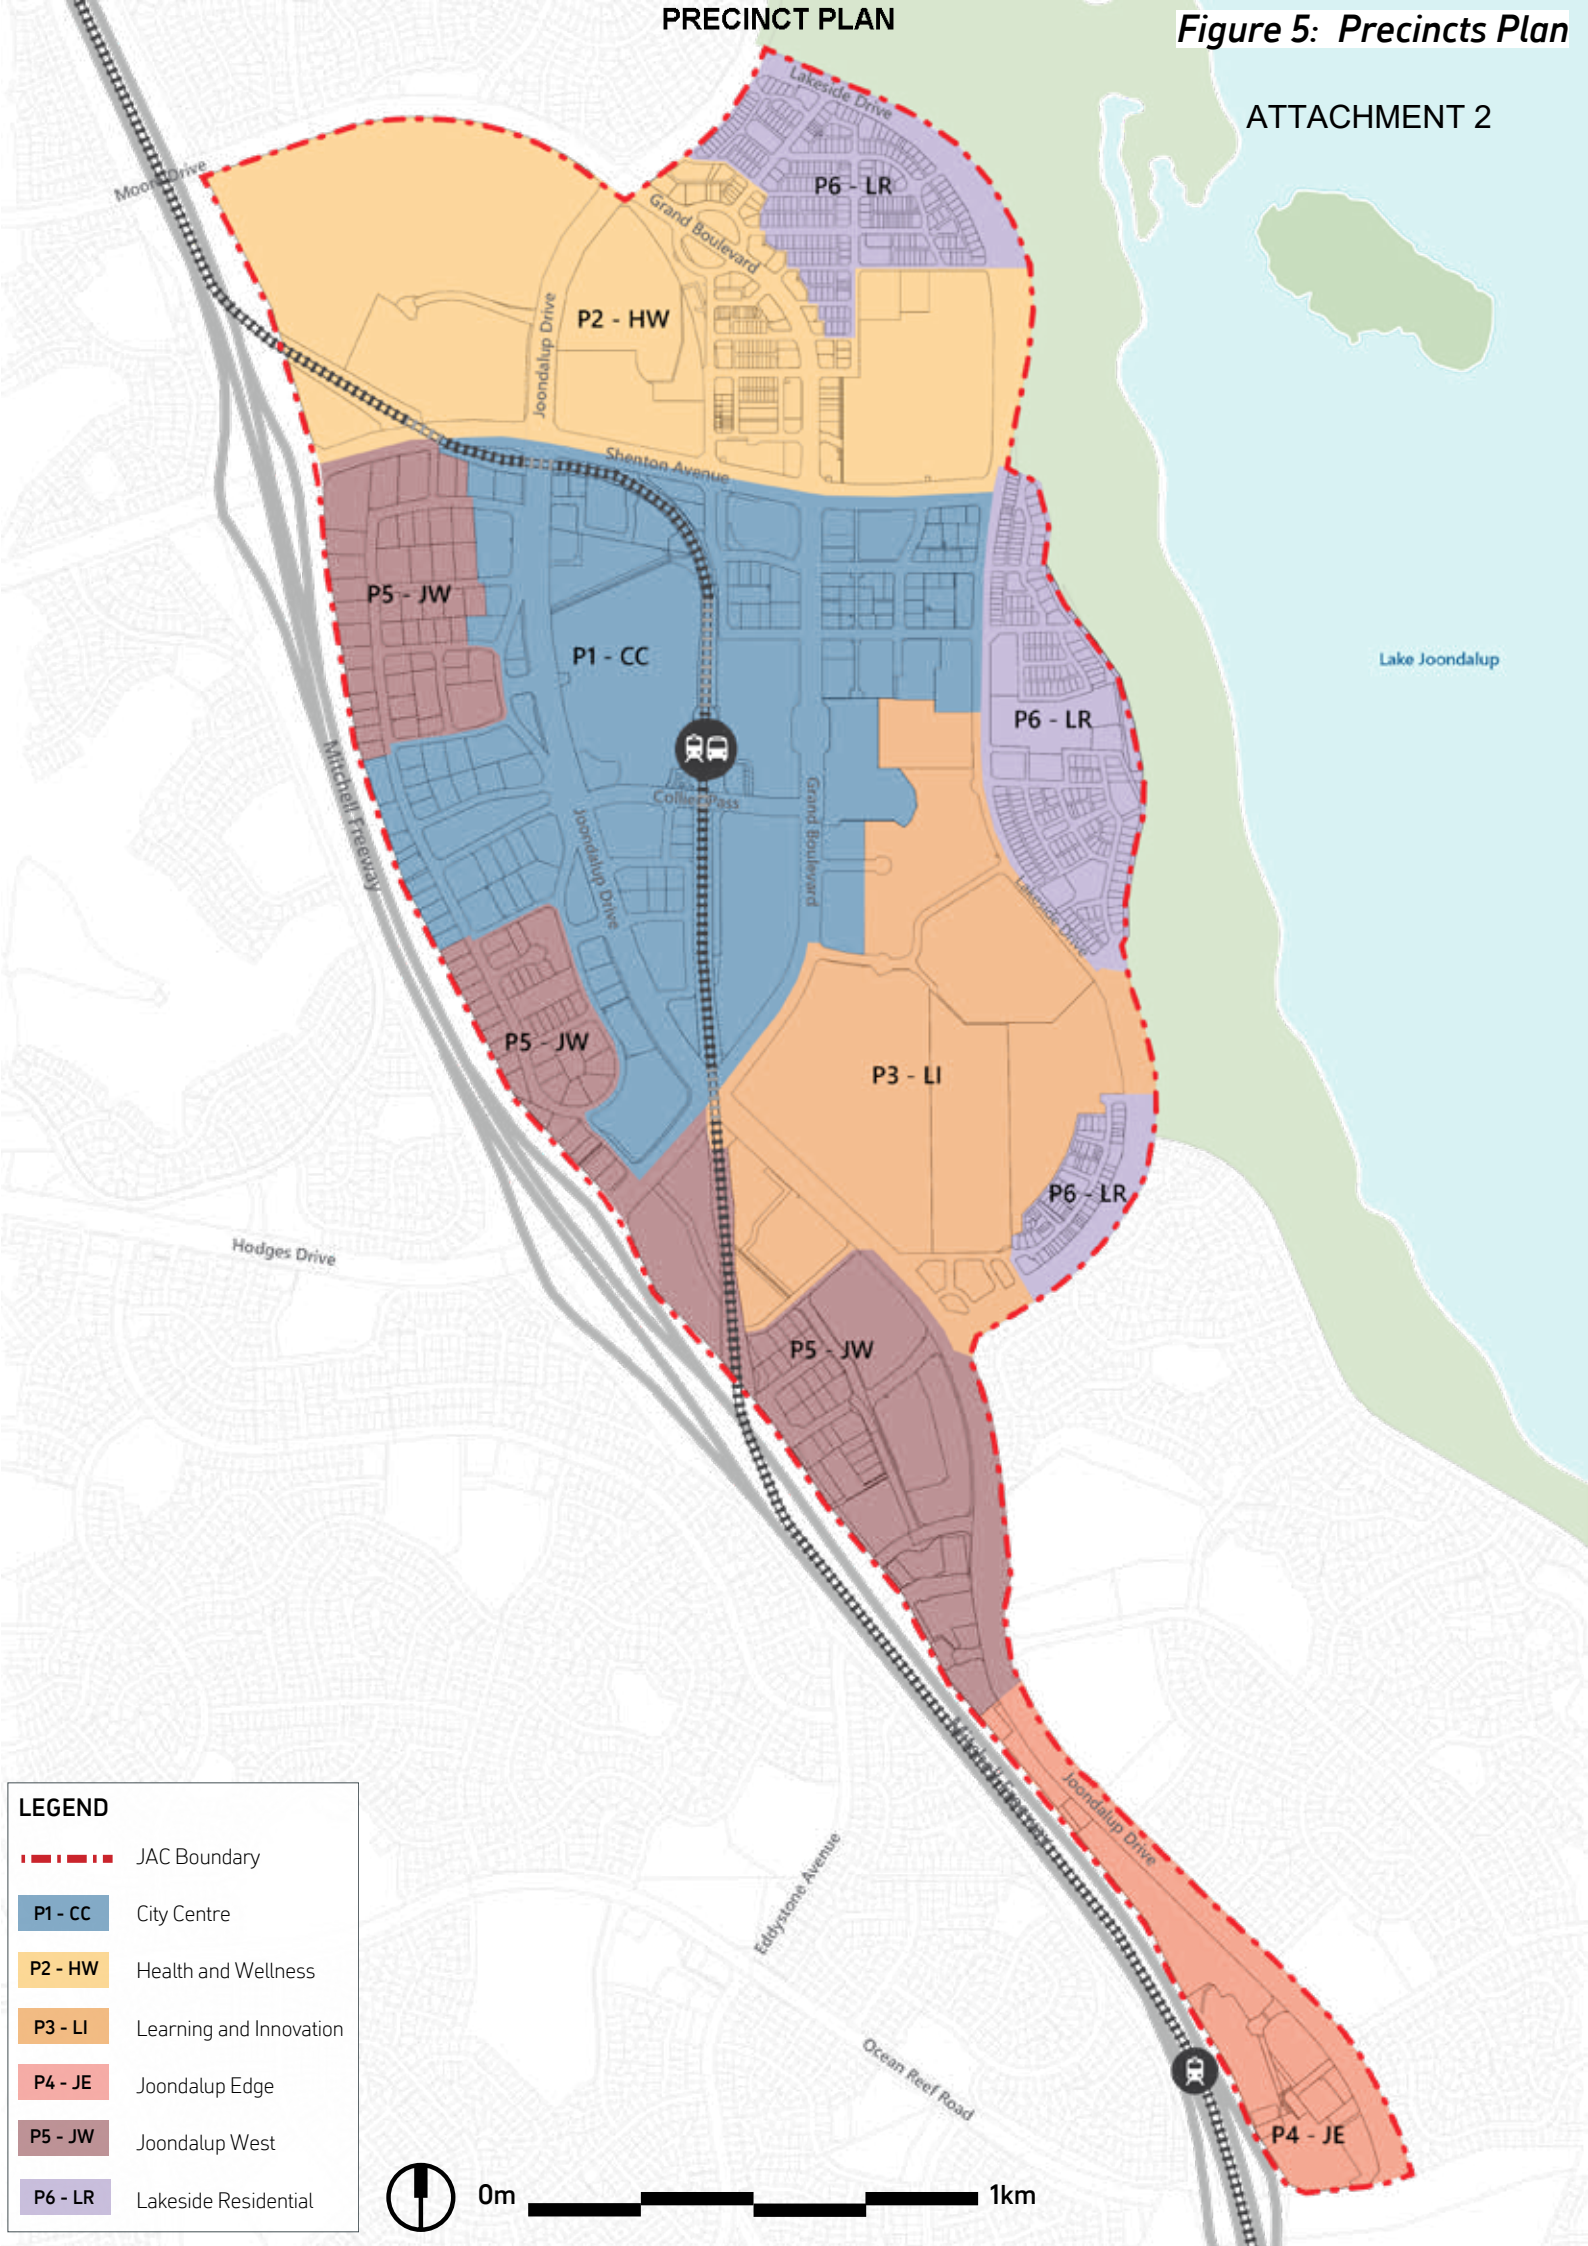 PRECINCT PLAN
Figure 5: Precincts Plan
ATTACHMENT 2
Lakeside Drive
Moore Drive
P6 - LR
Grand Boulevard
Joondalup Drive
P2 - HW
Shenton Avenue
P5 - JW
P1 - CC
Lake Joondalup
P6 - LR
Mitchell Freeway
Collier Pass
Grand Boulevard
Joondalup Drive
Lakeside Drive
P5 - JW
P3 - LI
P6 - LR
Hodges Drive
P5 - JW
Joondalup Drive
Eddystone Avenue
Ocean Reef Road
P4 - JE
LEGEND
JAC Boundary
P1 - CC City Centre
P2 - HW Health and Wellness
P3 - LI Learning and Innovation
P4 - JE Joondalup Edge
P5 - JW Joondalup West
P6 - LR Lakeside Residential
0m 1km